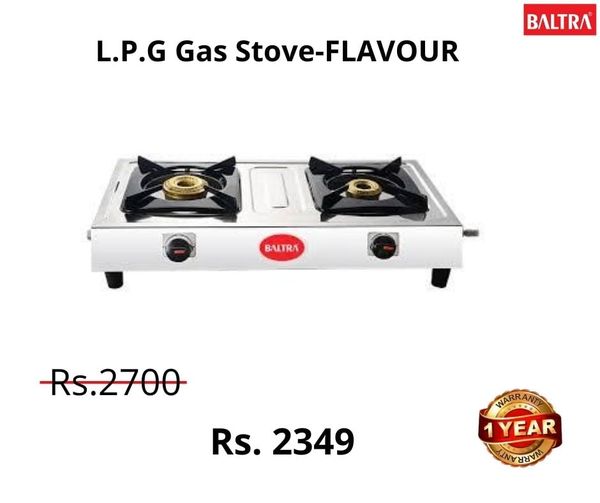 BALTRA®
L.P.G Gas Stove-FLAVOUR
BALTRA
Rs.2700
Rs. 2349
WARRANTY
1 YEAR
WARRANTY